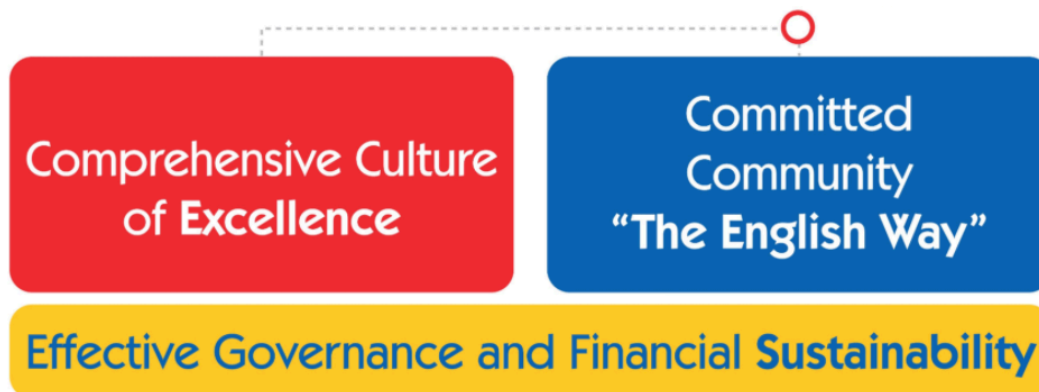 Comprehensive Culture
of Excellence
Committed
Community
“The English Way”
Effective Governance and Financial Sustainability